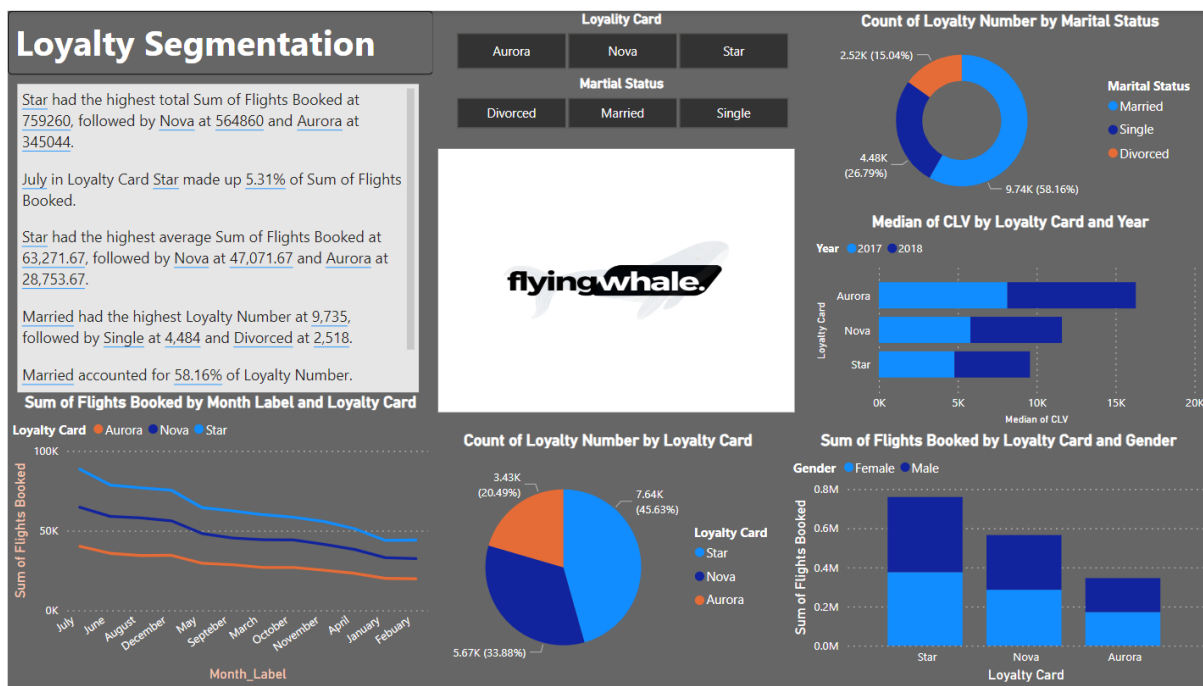 Loyalty Segmentation
Star had the highest total Sum of Flights Booked at
759260, followed by Nova at 564860 and Aurora at
345044.
July in Loyalty Card Star made up 5.31% of Sum of Flights
Booked.
Star had the highest average Sum of Flights Booked at
63,271.67, followed by Nova at 47,071.67 and Aurora at
28,753.67.
Married had the highest Loyalty Number at 9,735,
followed by Single at 4,484 and Divorced at 2,518.
Married accounted for 58.16% of Loyalty Number.
Loyality Card
Aurora Nova Star
Martial Status
Divorced Married Single
flyingwhale.
Count of Loyalty Number by Marital Status
2.52K (15.04%)
4.48K
(26.79%)
9.74K (58.16%)
Marital Status
Married
Single
Divorced
Median of CLV by Loyalty Card and Year
Year 2017 2018
Loyalty Card
Aurora
Nova
Star
0K 5K 10K 15K 20K
Median of CLV
Sum of Flights Booked by Month Label and Loyalty Card
Loyalty Card Aurora Nova Star
Sum of Flights Booked
100K
50K
0K
July June August December May Septeber March October November April January Febuary
Month_Label
Count of Loyalty Number by Loyalty Card
3.43K
(20.49%)
7.64K
(45.63%)
5.67K (33.88%)
Loyalty Card
Star
Nova
Aurora
Sum of Flights Booked by Loyalty Card and Gender
Gender Female Male
Sum of Flights Booked
0.8M
0.6M
0.4M
0.2M
0.0M
Star Nova Aurora
Loyalty Card